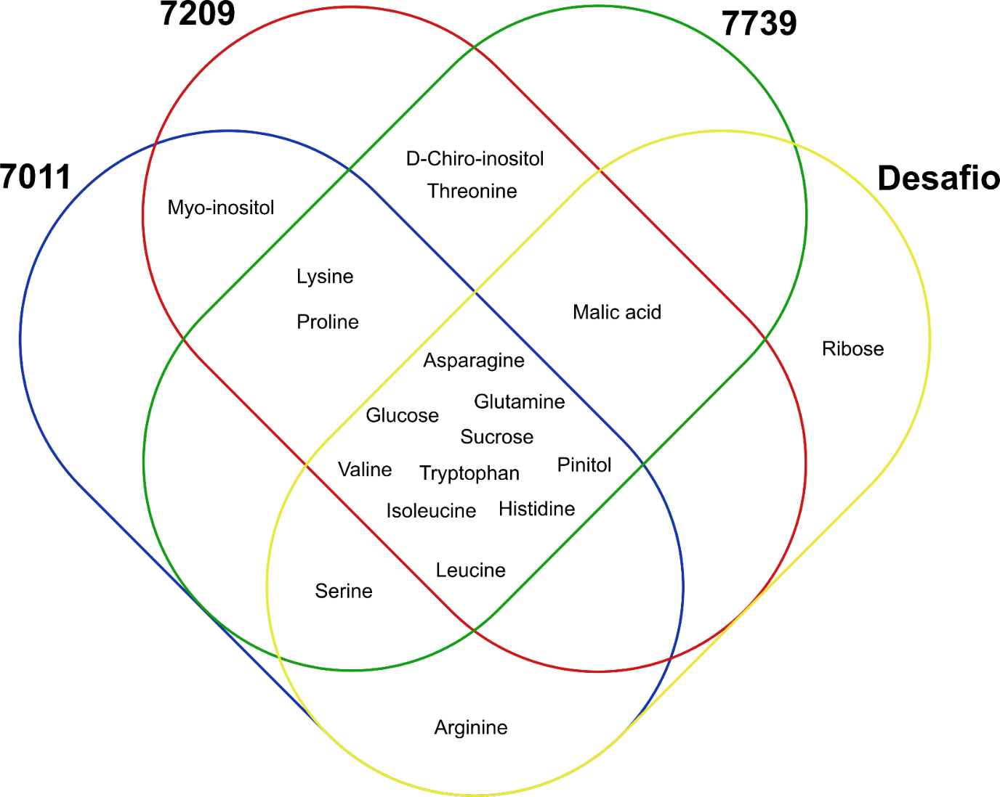 7209
7739
7011
Desafio
D-Chiro-inositol
Threonine
Myo-inositol
Lysine
Proline
Malic acid
Ribose
Asparagine
Glutamine
Glucose
Sucrose
Valine
Tryptophan
Pinitol
Isoleucine
Histidine
Leucine
Serine
Arginine